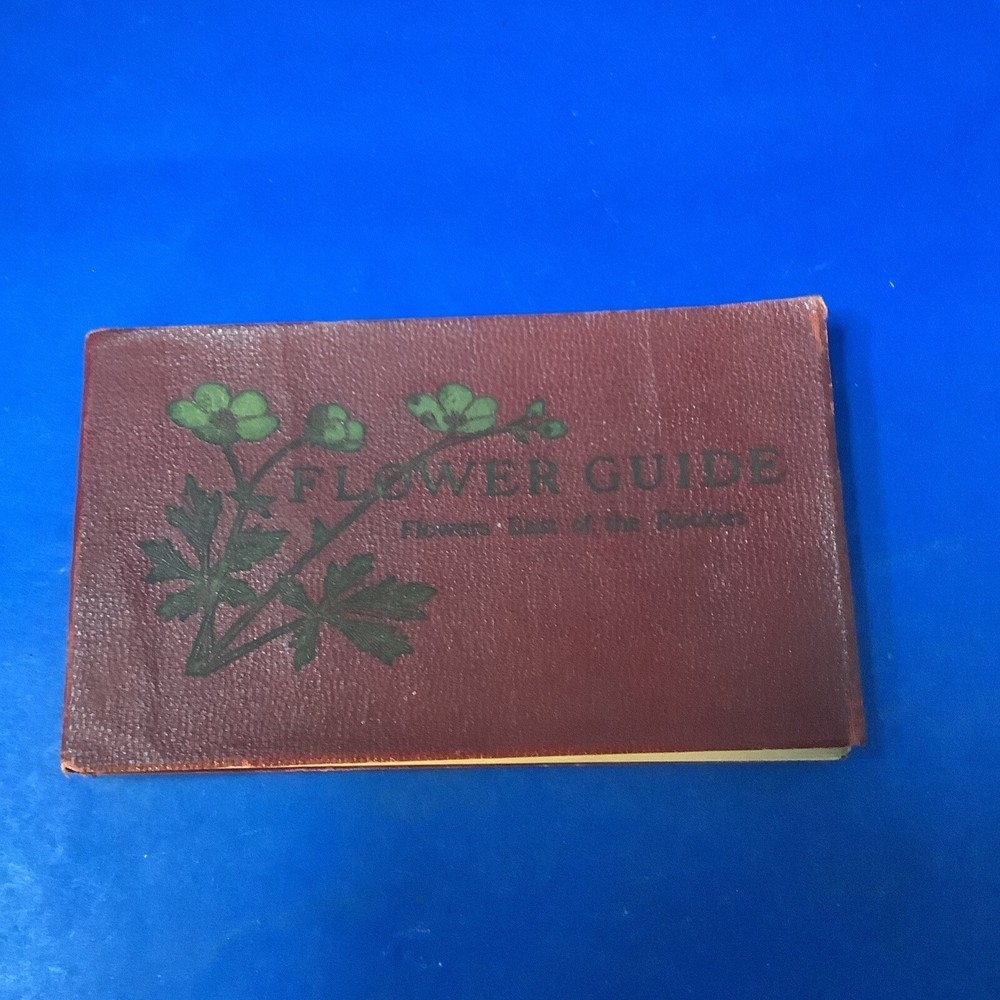 FLOWER GUIDE
Flowers East of the Rockies